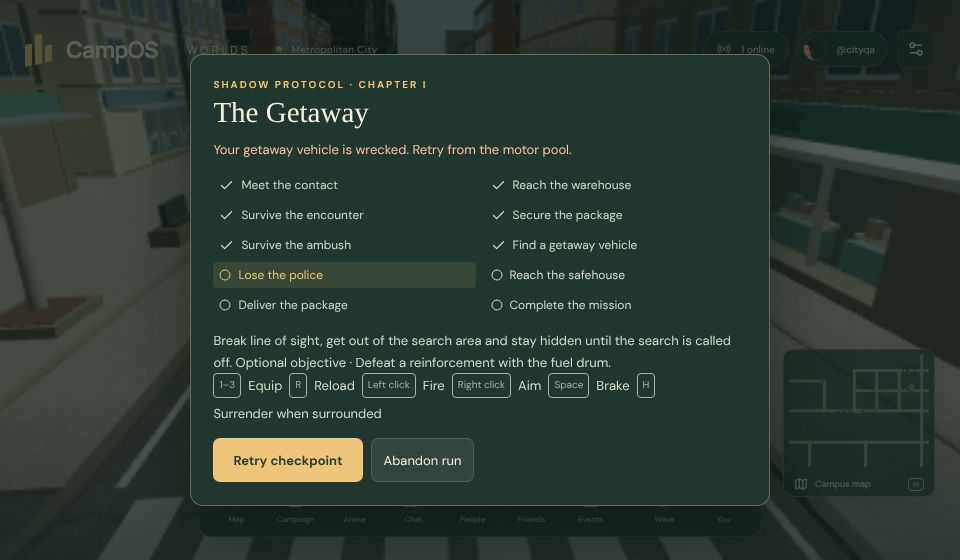 CampOS WORLDS Metropolitan City 1 online @cityqa
SHADOW PROTOCOL · CHAPTER I
The Getaway
Your getaway vehicle is wrecked. Retry from the motor pool.
Meet the contact Reach the warehouse
Survive the encounter Secure the package
Survive the ambush Find a getaway vehicle
Lose the police Reach the safehouse
Deliver the package Complete the mission
Break line of sight, get out of the search area and stay hidden until the search is called
off. Optional objective · Defeat a reinforcement with the fuel drum.
1–3 Equip R Reload Left click Fire Right click Aim Space Brake H
Surrender when surrounded
Retry checkpoint Abandon run
Campus map M
Map Campaign Arena Chat People Friends Events Wave You